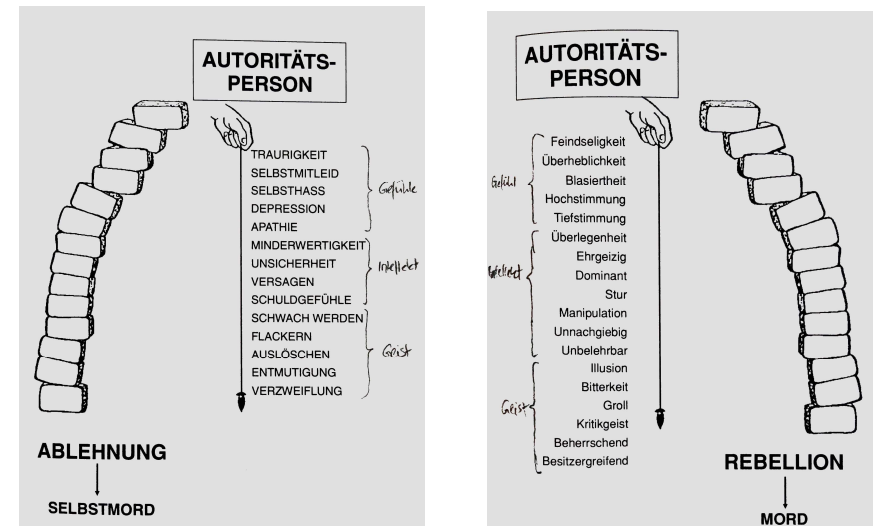 AUTORITÄTS-
PERSON
TRAURIGKEIT
SELBSTMITLEID
SELBSTHASS
DEPRESSION
APATHIE
Gefühle
MINDERWERTIGKEIT
UNSICHERHEIT
VERSAGEN
SCHULDGEFÜHLE
Intellekt
SCHWACH WERDEN
FLACKERN
AUSLÖSCHEN
ENTMUTIGUNG
VERZWEIFLUNG
Geist
ABLEHNUNG
SELBSTMORD
AUTORITÄTS-
PERSON
Feindseligkeit
Überheblichkeit
Blasiertheit
Hochstimmung
Tiefstimmung
Gefühl
Überlegenheit
Ehrgeizig
Dominant
Stur
Manipulation
Unnachgiebig
Unbelehrbar
Intellekt
Illusion
Bitterkeit
Groll
Kritikgeist
Beherrschend
Besitzergreifend
Geist
REBELLION
MORD